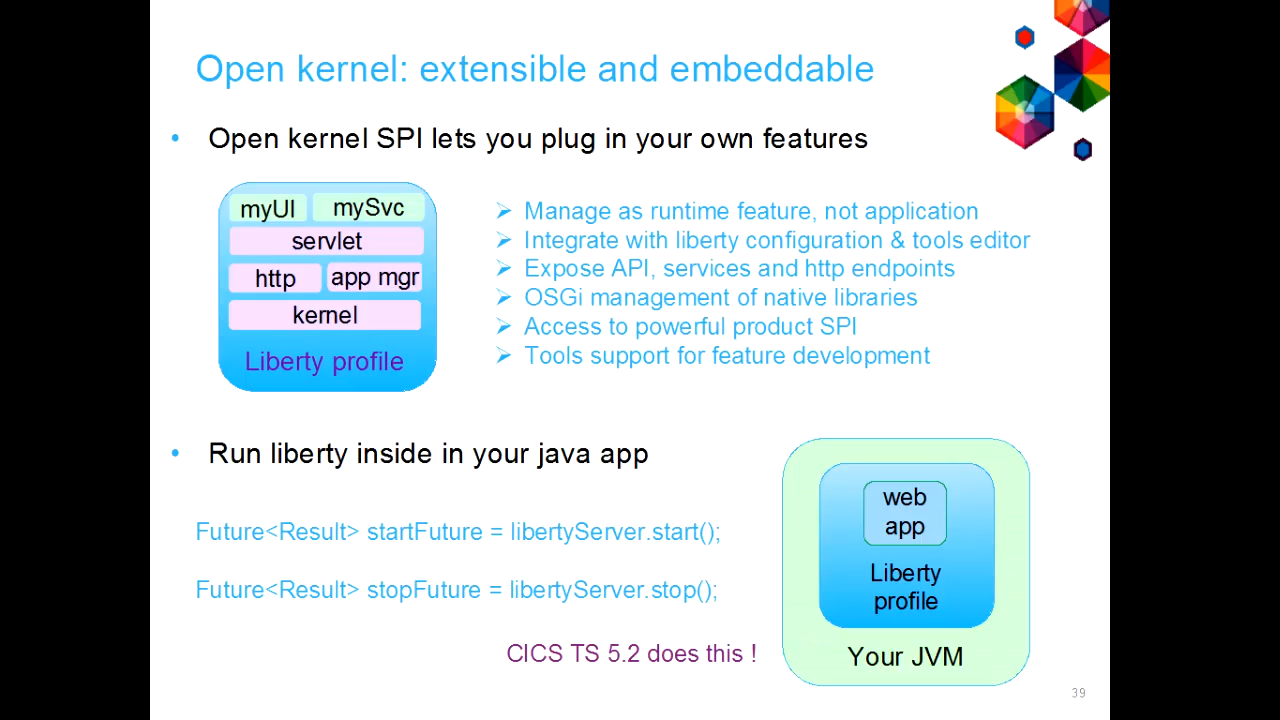 Open kernel: extensible and embeddable
• Open kernel SPI lets you plug in your own features
myUI mySvc
servlet
http app mgr
kernel
Liberty profile
➢ Manage as runtime feature, not application
➢ Integrate with liberty configuration & tools editor
➢ Expose API, services and http endpoints
➢ OSGi management of native libraries
➢ Access to powerful product SPI
➢ Tools support for feature development
• Run liberty inside in your java app
Future<Result> startFuture = libertyServer.start();
Future<Result> stopFuture = libertyServer.stop();
CICS TS 5.2 does this !
web
app
Liberty
profile
Your JVM
39